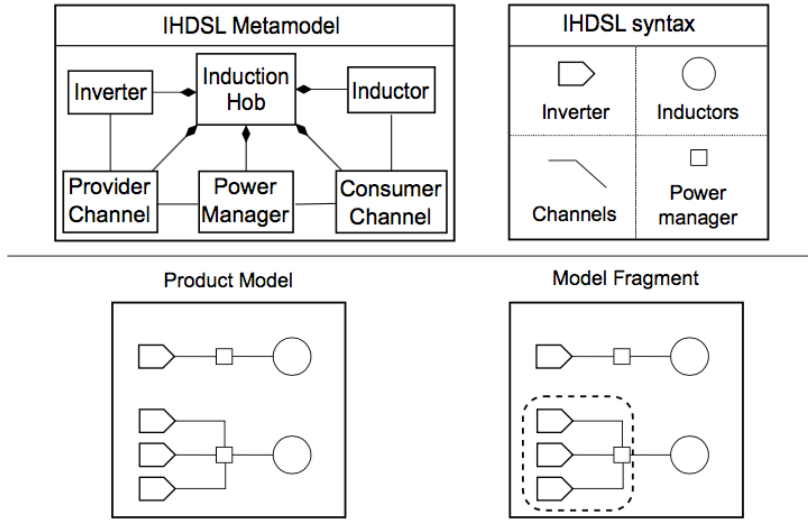 IHDSL Metamodel
Inverter
Induction
Hob
Inductor
Provider
Channel
Power
Manager
Consumer
Channel
IHDSL syntax
Inverter
Inductors
Channels
Power
manager
Product Model
Model Fragment